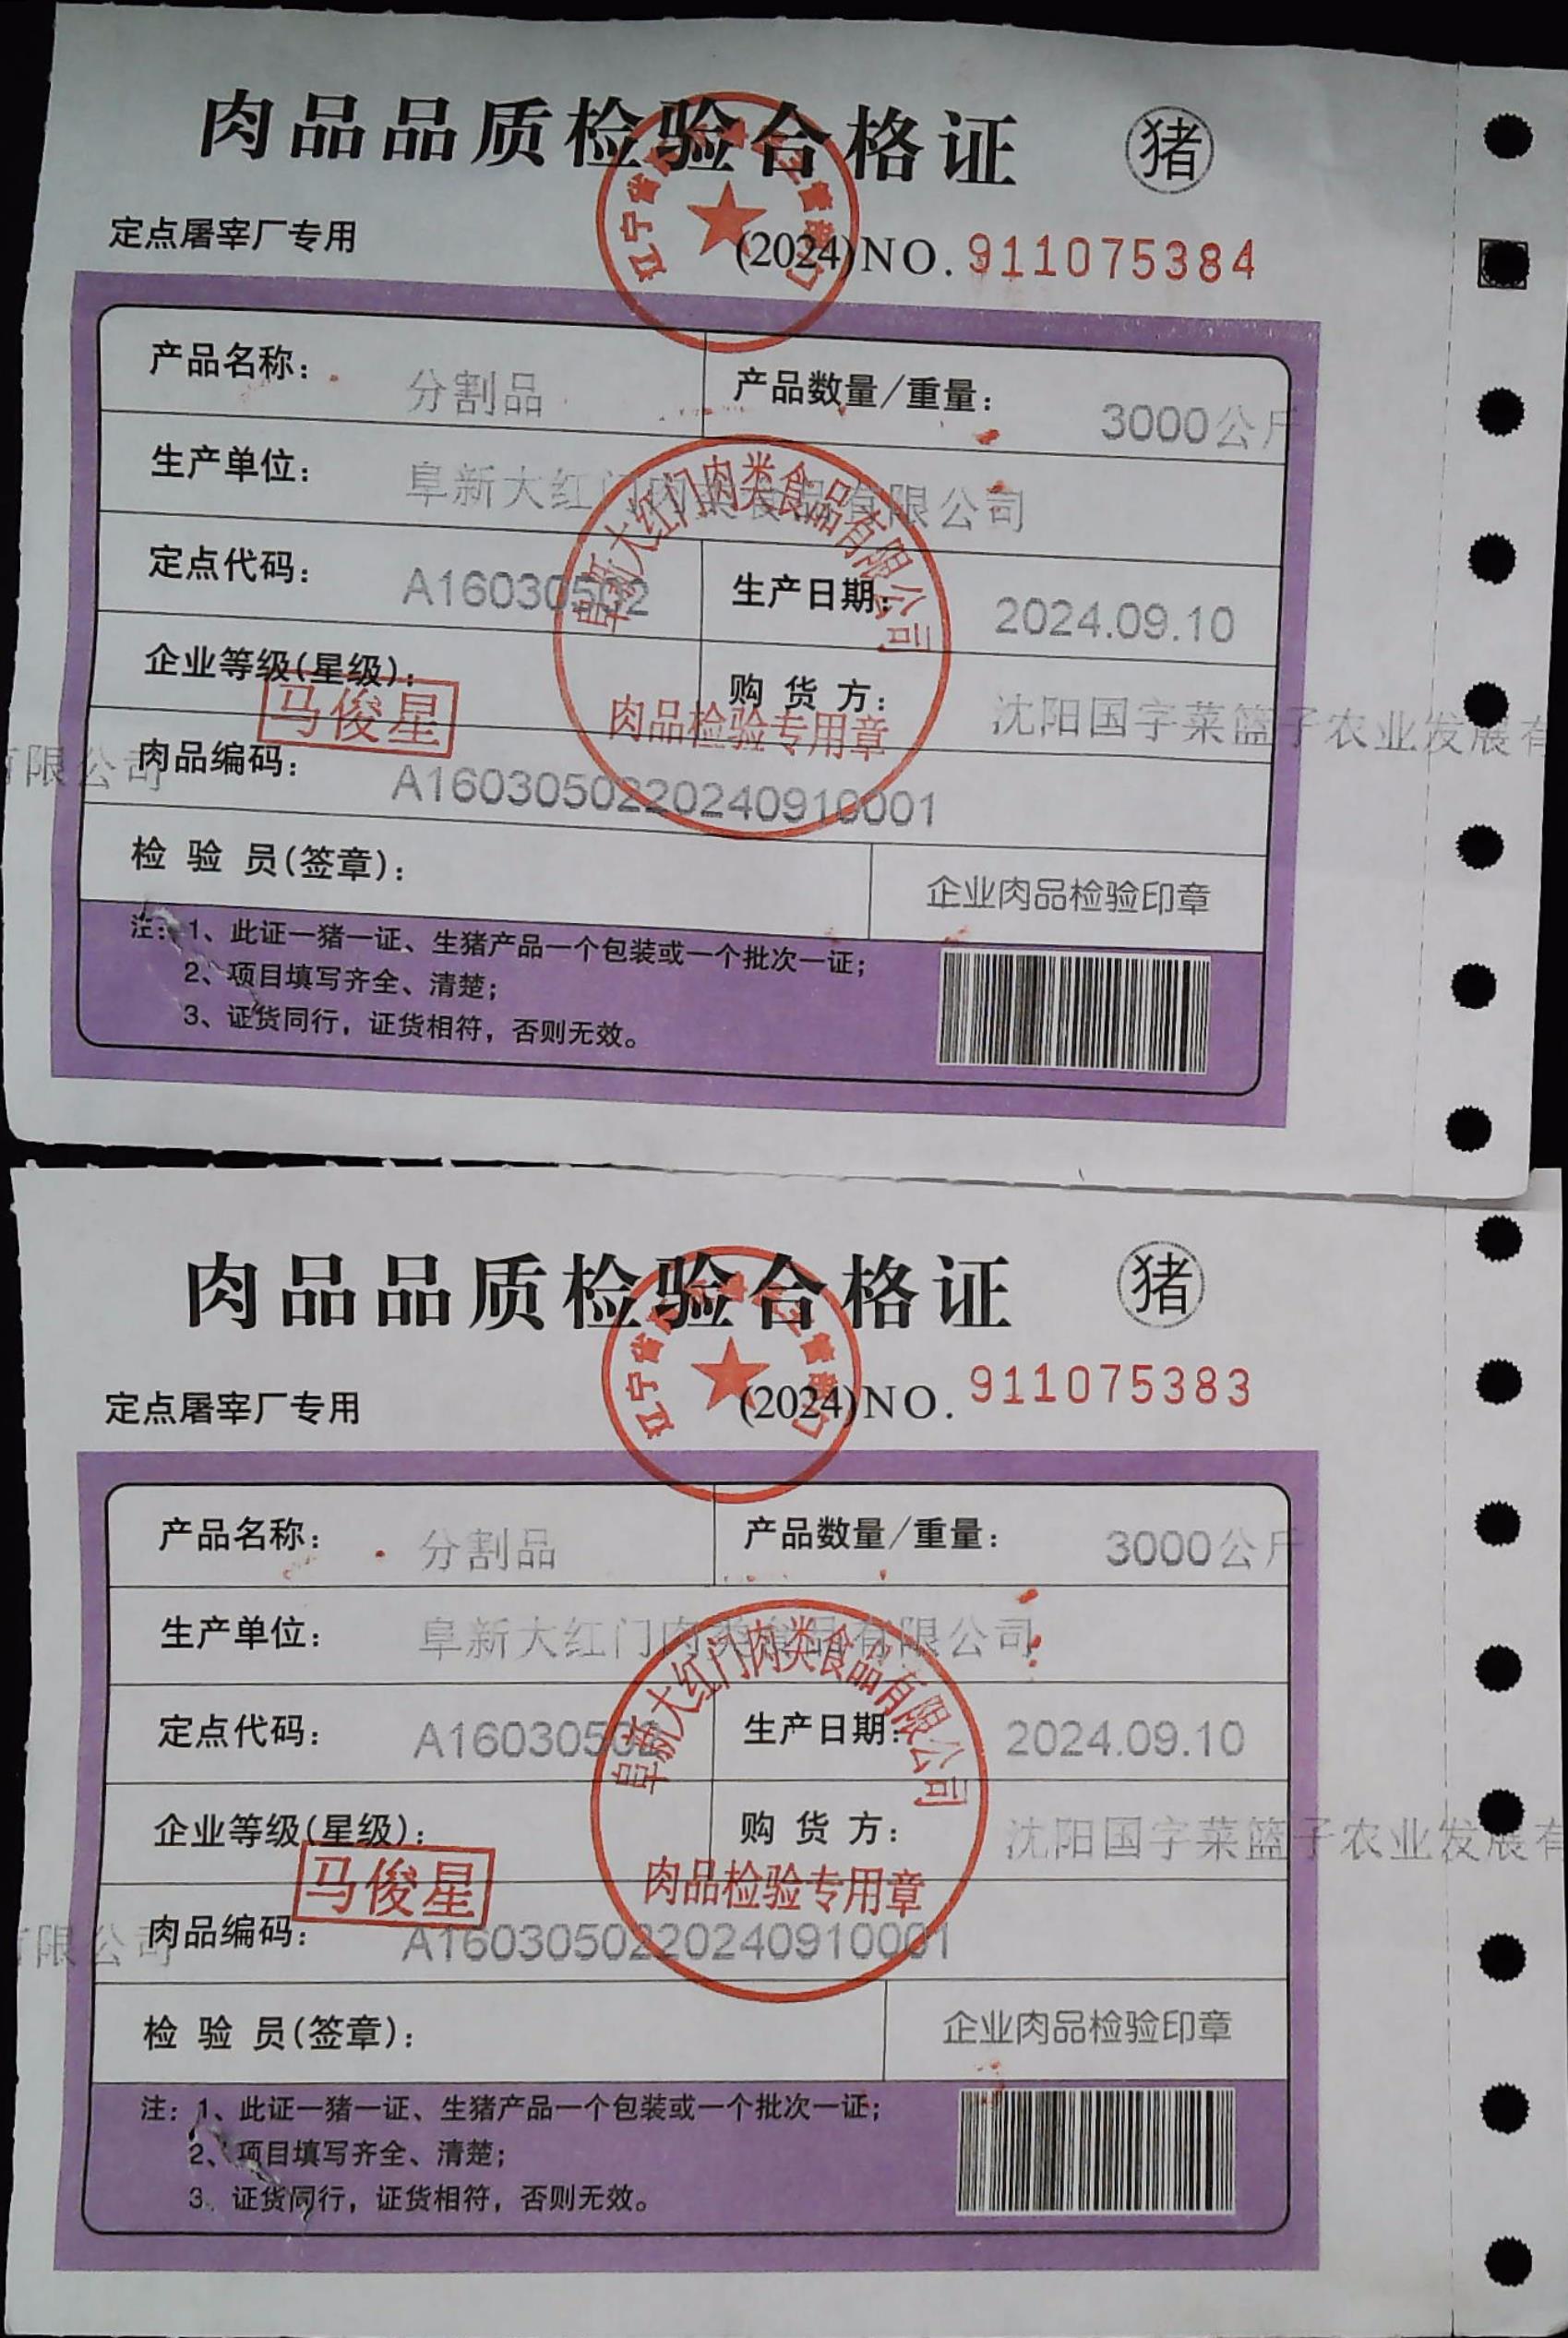 肉品品质检验合格证 猪
定点屠宰厂专用 (2024)NO. 911075384
产品名称： 分割品 产品数量/重量： 3000公斤
生产单位： 阜新大红门肉类食品有限公司
定点代码： A16030502 生产日期： 2024.09.10
企业等级(星级)： 购货方： 沈阳国字菜篮子农业发展有
限公司
马俊星
肉品编码： A1603050220240910001
阜新大红门肉类食品有限公司
肉品检验专用章
检验员(签章)： 企业肉品检验印章
注：1、此证一猪一证、生猪产品一个包装或一个批次一证；
2、项目填写齐全、清楚；
3、证货同行，证货相符，否则无效。
肉品品质检验合格证 猪
定点屠宰厂专用 (2024)NO. 911075383
产品名称： 分割品 产品数量/重量： 3000公斤
生产单位： 阜新大红门肉类食品有限公司
定点代码： A16030502 生产日期： 2024.09.10
企业等级(星级)： 购货方： 沈阳国字菜篮子农业发展有
限公司
马俊星
肉品编码： A1603050220240910001
阜新大红门肉类食品有限公司
肉品检验专用章
检验员(签章)： 企业肉品检验印章
注：1、此证一猪一证、生猪产品一个包装或一个批次一证；
2、项目填写齐全、清楚；
3、证货同行，证货相符，否则无效。